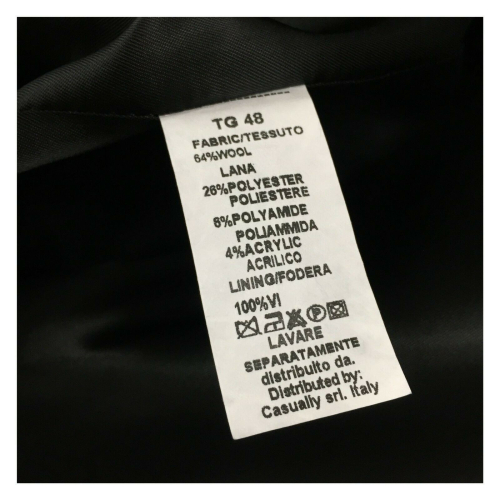 TG 48
FABRIC/TESSUTO
64%WOOL
LANA
26%POLYESTER
POLIESTERE
6%POLYAMIDE
POLIAMMIDA
4%ACRYLIC
ACRILICO
LINING/FODERA
100%VI
P
LAVARE
SEPARATAMENTE
distribuito da.
Distributed by:
Casually srl. Italy